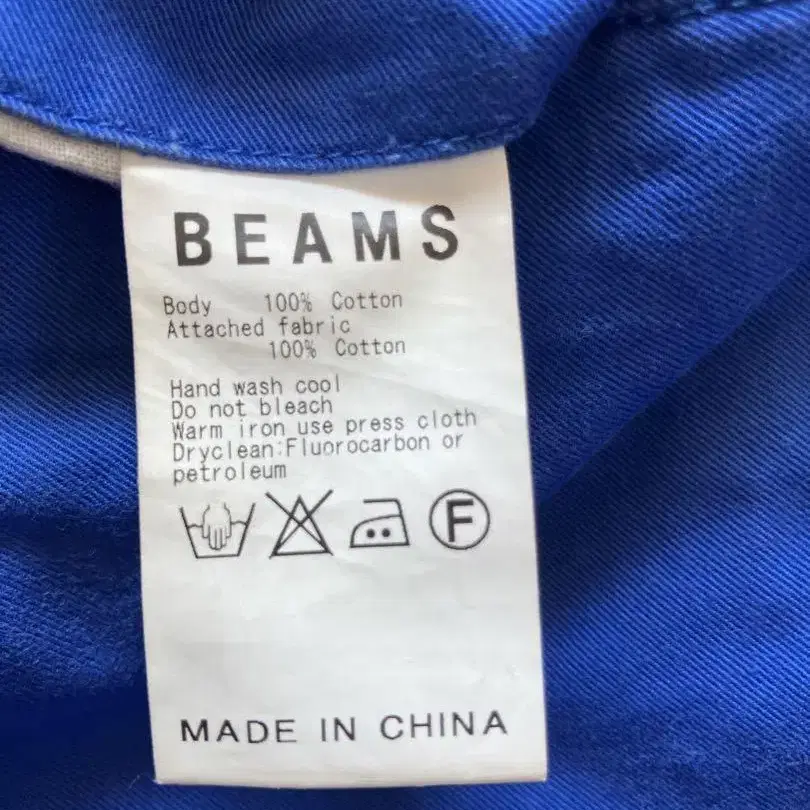 BEAMS
Body 100% Cotton
Attached fabric
100% Cotton
Hand wash cool
Do not bleach
Warm iron use press cloth
Dryclean:Fluorocarbon or
petroleum
F
MADE IN CHINA